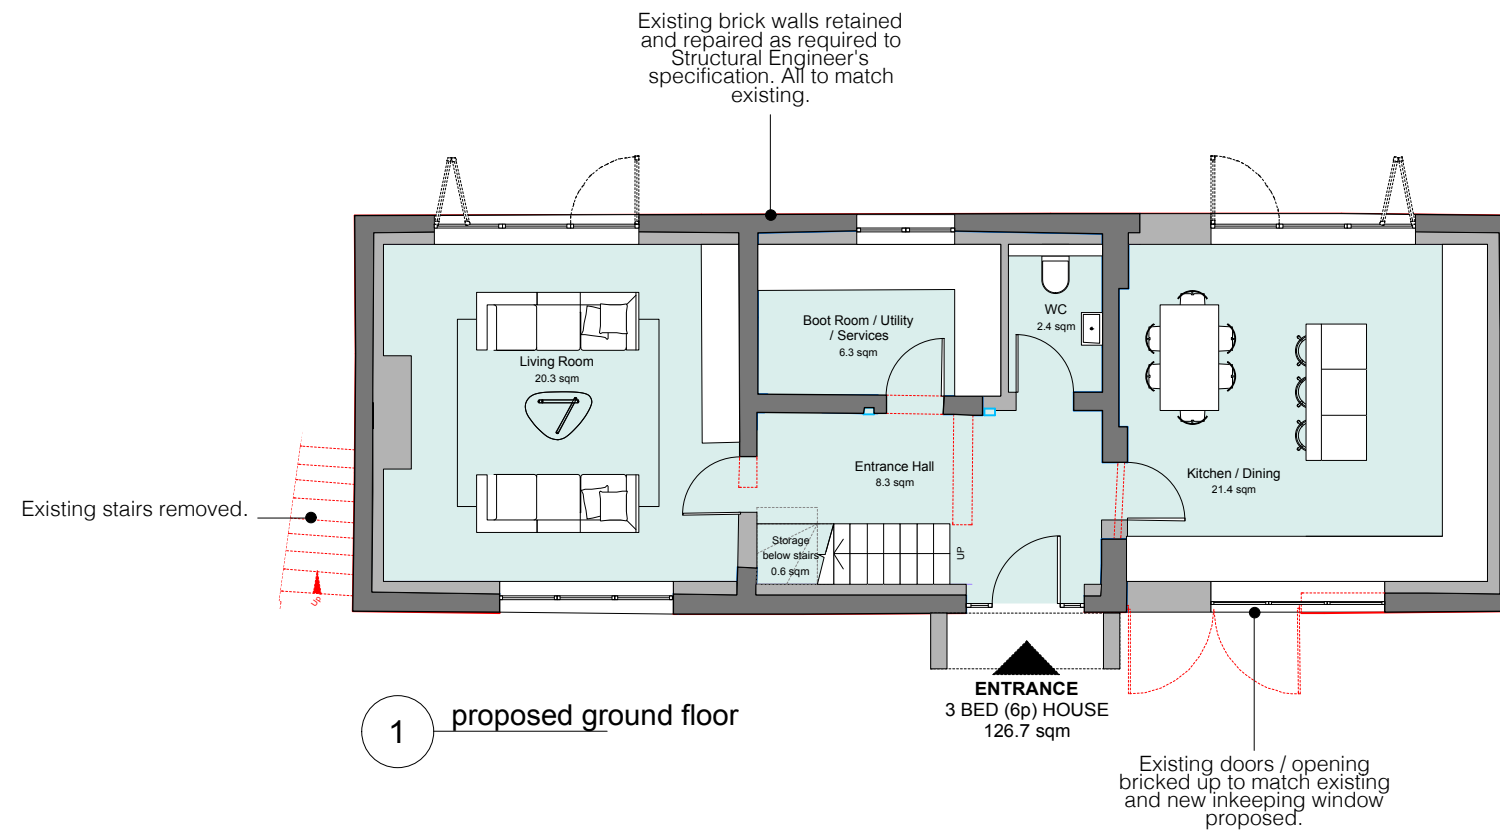 Existing brick walls retained
and repaired as required to
Structural Engineer's
specification. All to match
existing.
Boot Room / Utility
/ Services
6.3 sqm
WC
2.4 sqm
Living Room
20.3 sqm
Entrance Hall
8.3 sqm
Kitchen / Dining
21.4 sqm
Existing stairs removed.
Storage
below stairs
0.6 sqm
UP
Up
ENTRANCE
3 BED (6p) HOUSE
126.7 sqm
1
proposed ground floor
Existing doors / opening
bricked up to match existing
and new inkeeping window
proposed.